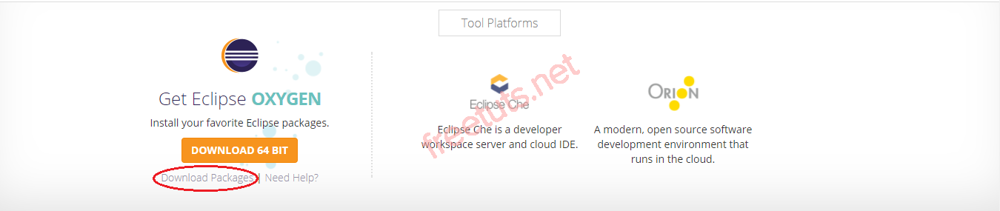 Tool Platforms
Get Eclipse OXYGEN
Install your favorite Eclipse packages.
DOWNLOAD 64 BIT
Download Packages | Need Help?
Eclipse Che
Eclipse Che is a developer
workspace server and cloud IDE.
ORION
A modern, open source software
development environment that
runs in the cloud.
freetuts.net